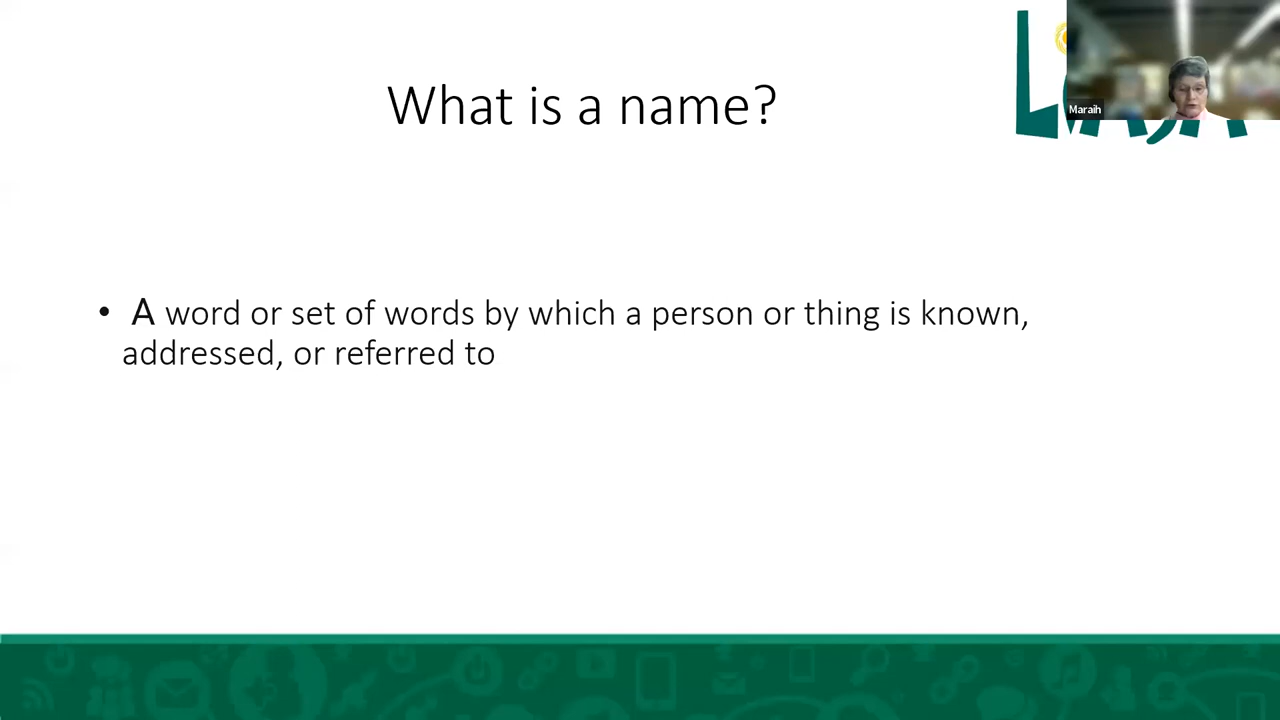 What is a name?
Maraih
• A word or set of words by which a person or thing is known,
addressed, or referred to